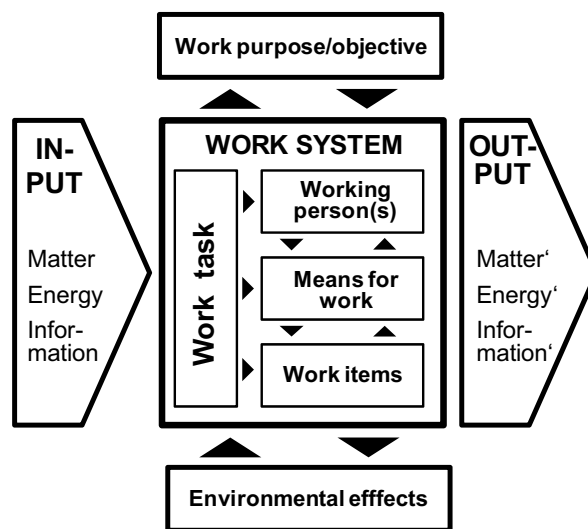 Work purpose/objective
IN-
PUT
Matter
Energy
Infor-
mation
WORK SYSTEM
Work task
Working
person(s)
Means for
work
Work items
OUT-
PUT
Matter‘
Energy‘
Infor-
mation‘
Environmental efffects